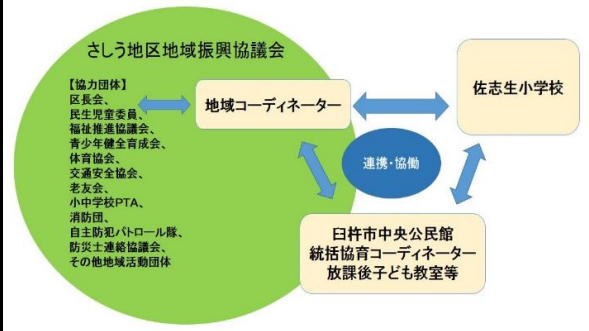 さしう地区地域振興協議会
【協力団体】
区長会、
民生児童委員、
福祉推進協議会、
青少年健全育成会、
体育協会、
交通安全協会、
老友会、
小中学校PTA、
消防団、
自主防犯パトロール隊、
防災士連絡協議会、
その他地域活動団体
地域コーディネーター
佐志生小学校
連携・協働
臼杵市中央公民館
統括協育コーディネーター
放課後子ども教室等